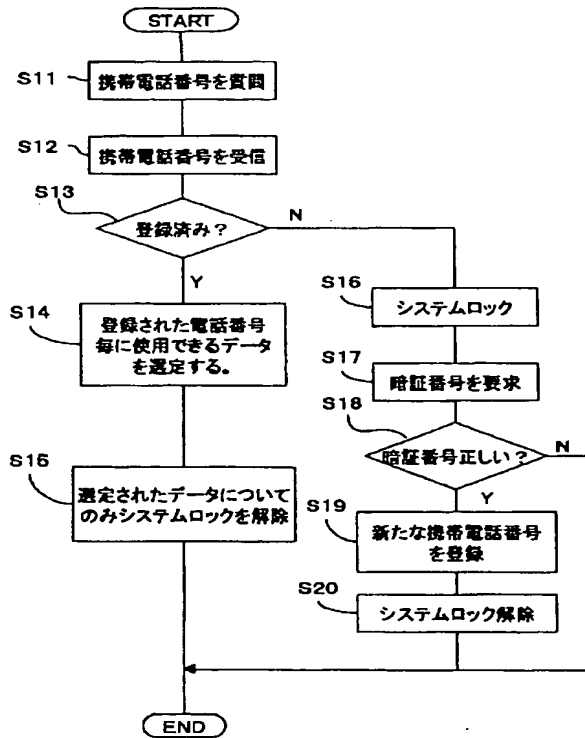 START
S11
携帯電話番号を質問
S12
携帯電話番号を受信
S13
登録済み？
N
Y
S14
登録された電話番号
毎に使用できるデータ
を選定する。
S15
選定されたデータについて
のみシステムロックを解除
S16
システムロック
S17
暗証番号を要求
S18
暗証番号正しい？
N
Y
S19
新たな携帯電話番号
を登録
S20
システムロック解除
END